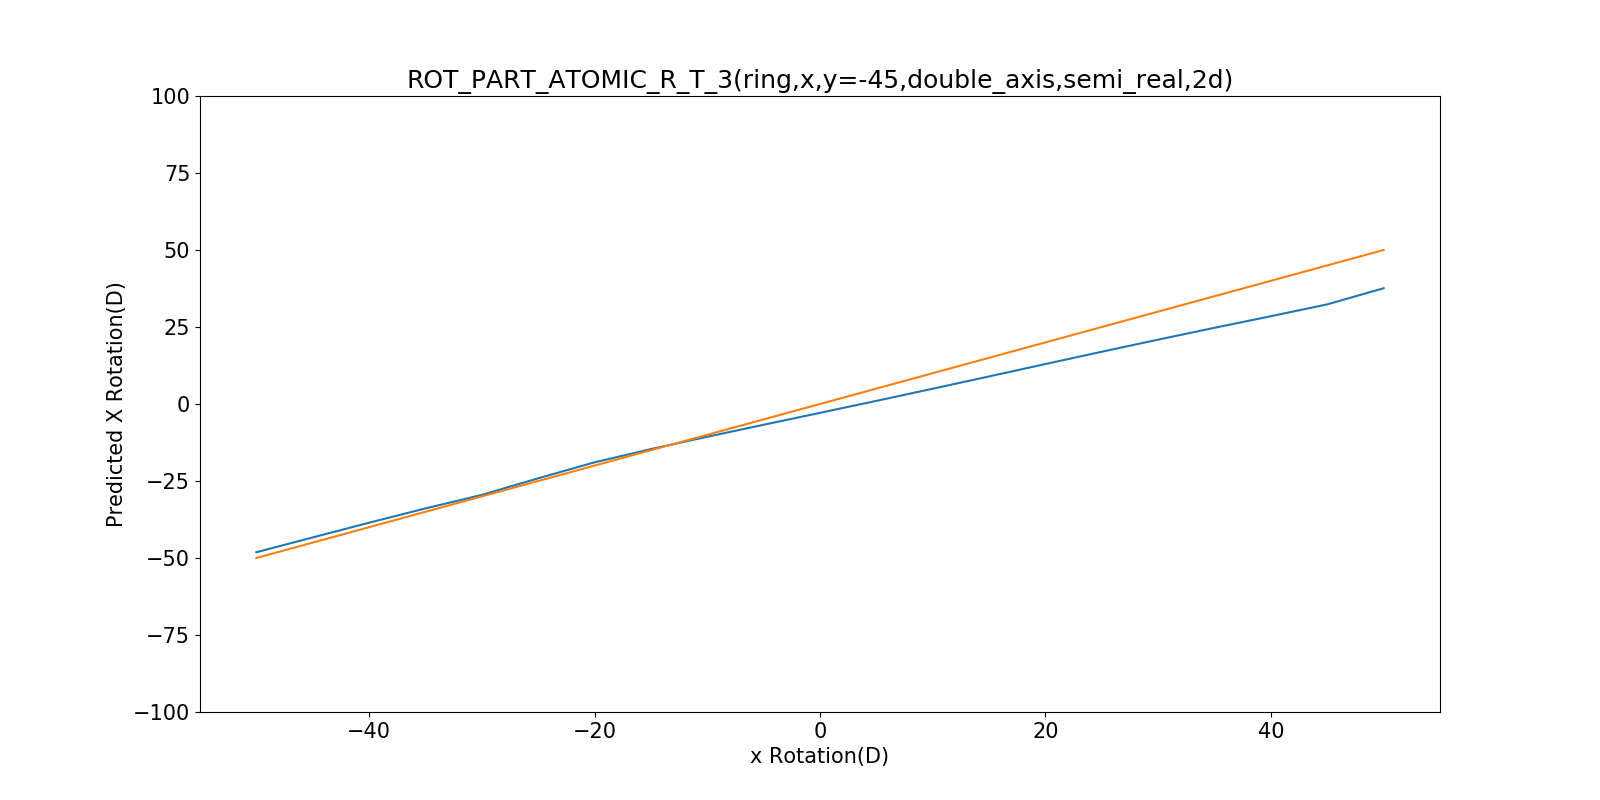 ROT_PART_ATOMIC_R_T_3(ring,x,y=-45,double_axis,semi_real,2d)
100
75
50
25
0
−25
−50
−75
−100
Predicted X Rotation(D)
−40 −20 0 20 40
x Rotation(D)